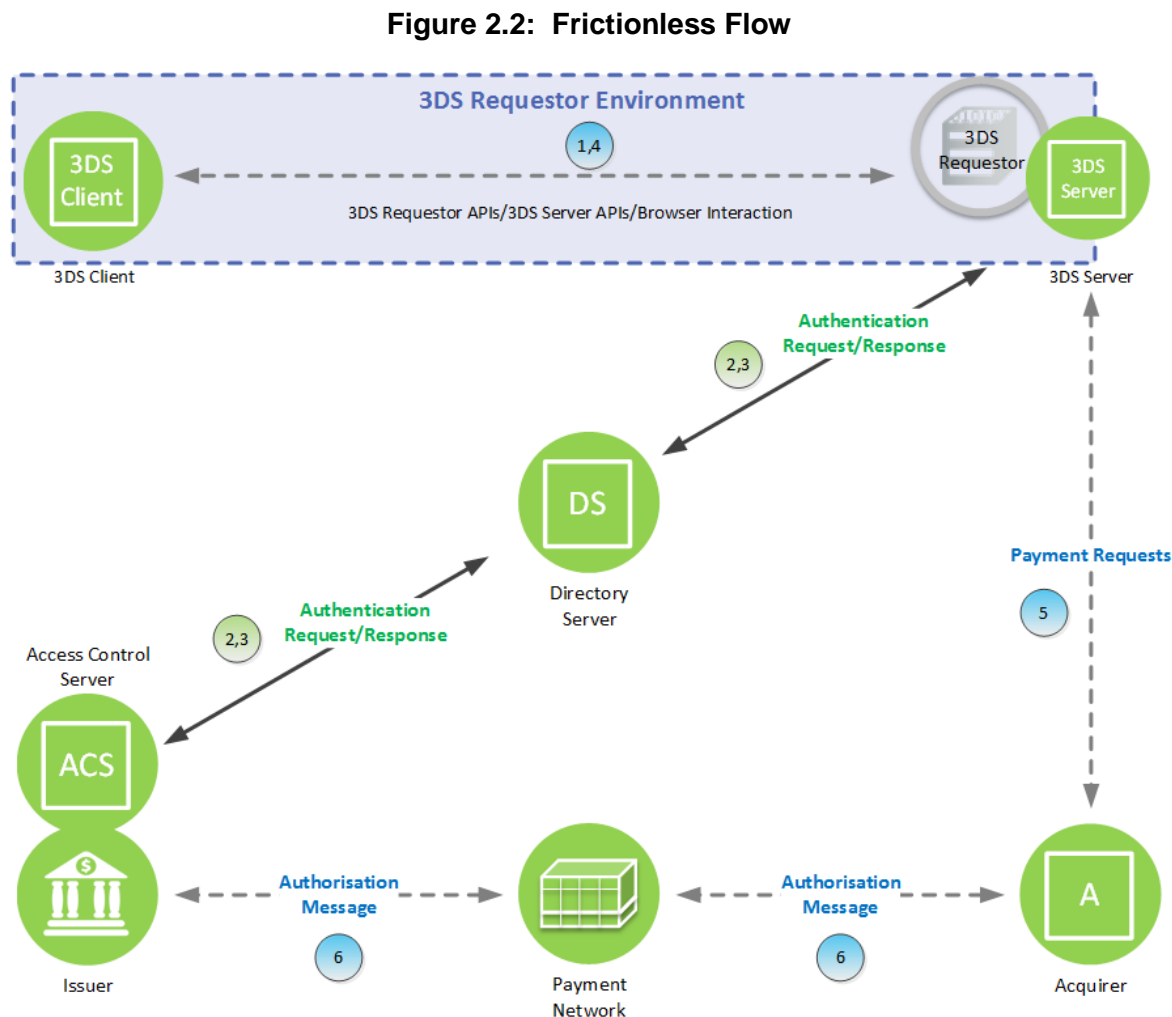 Figure 2.2:  Frictionless Flow
3DS Requestor Environment
3DS
Client
1,4
3DS
Requestor
3DS
Server
3DS Requestor APIs/3DS Server APIs/Browser Interaction
3DS Client
3DS Server
Authentication
Request/Response
2,3
DS
Directory
Server
Payment Requests
5
Authentication
Request/Response
2,3
Access Control
Server
ACS
$
Issuer
Authorisation
Message
6
Payment
Network
Authorisation
Message
6
A
Acquirer